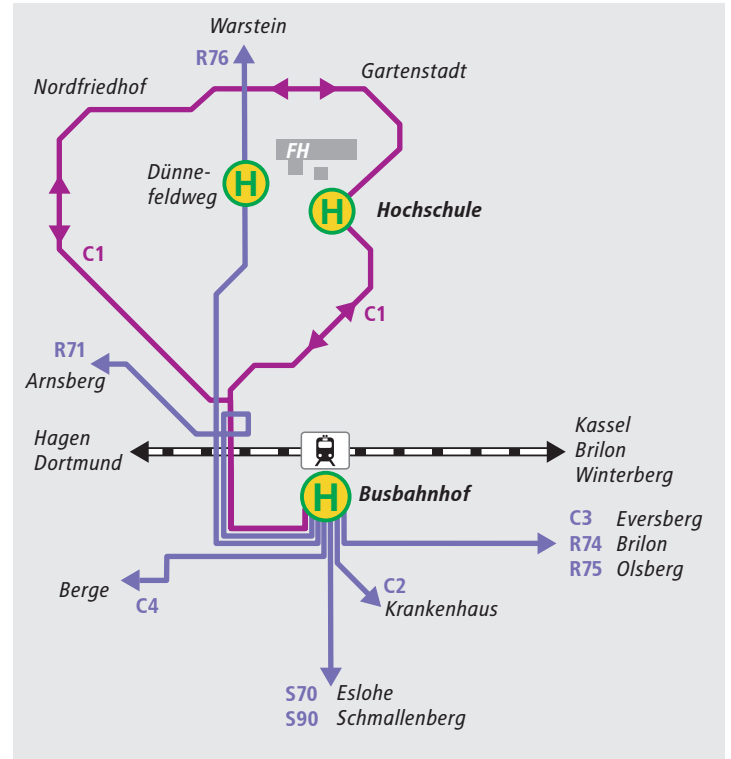 Warstein
R76
Nordfriedhof
Gartenstadt
FH
Dünne-
feldweg
H
H
Hochschule
C1
C1
R71
Arnsberg
Hagen
Dortmund
Kassel
Brilon
Winterberg
H
Busbahnhof
C3 Eversberg
R74 Brilon
R75 Olsberg
Berge
C4
C2
Krankenhaus
S70 Eslohe
S90 Schmallenberg